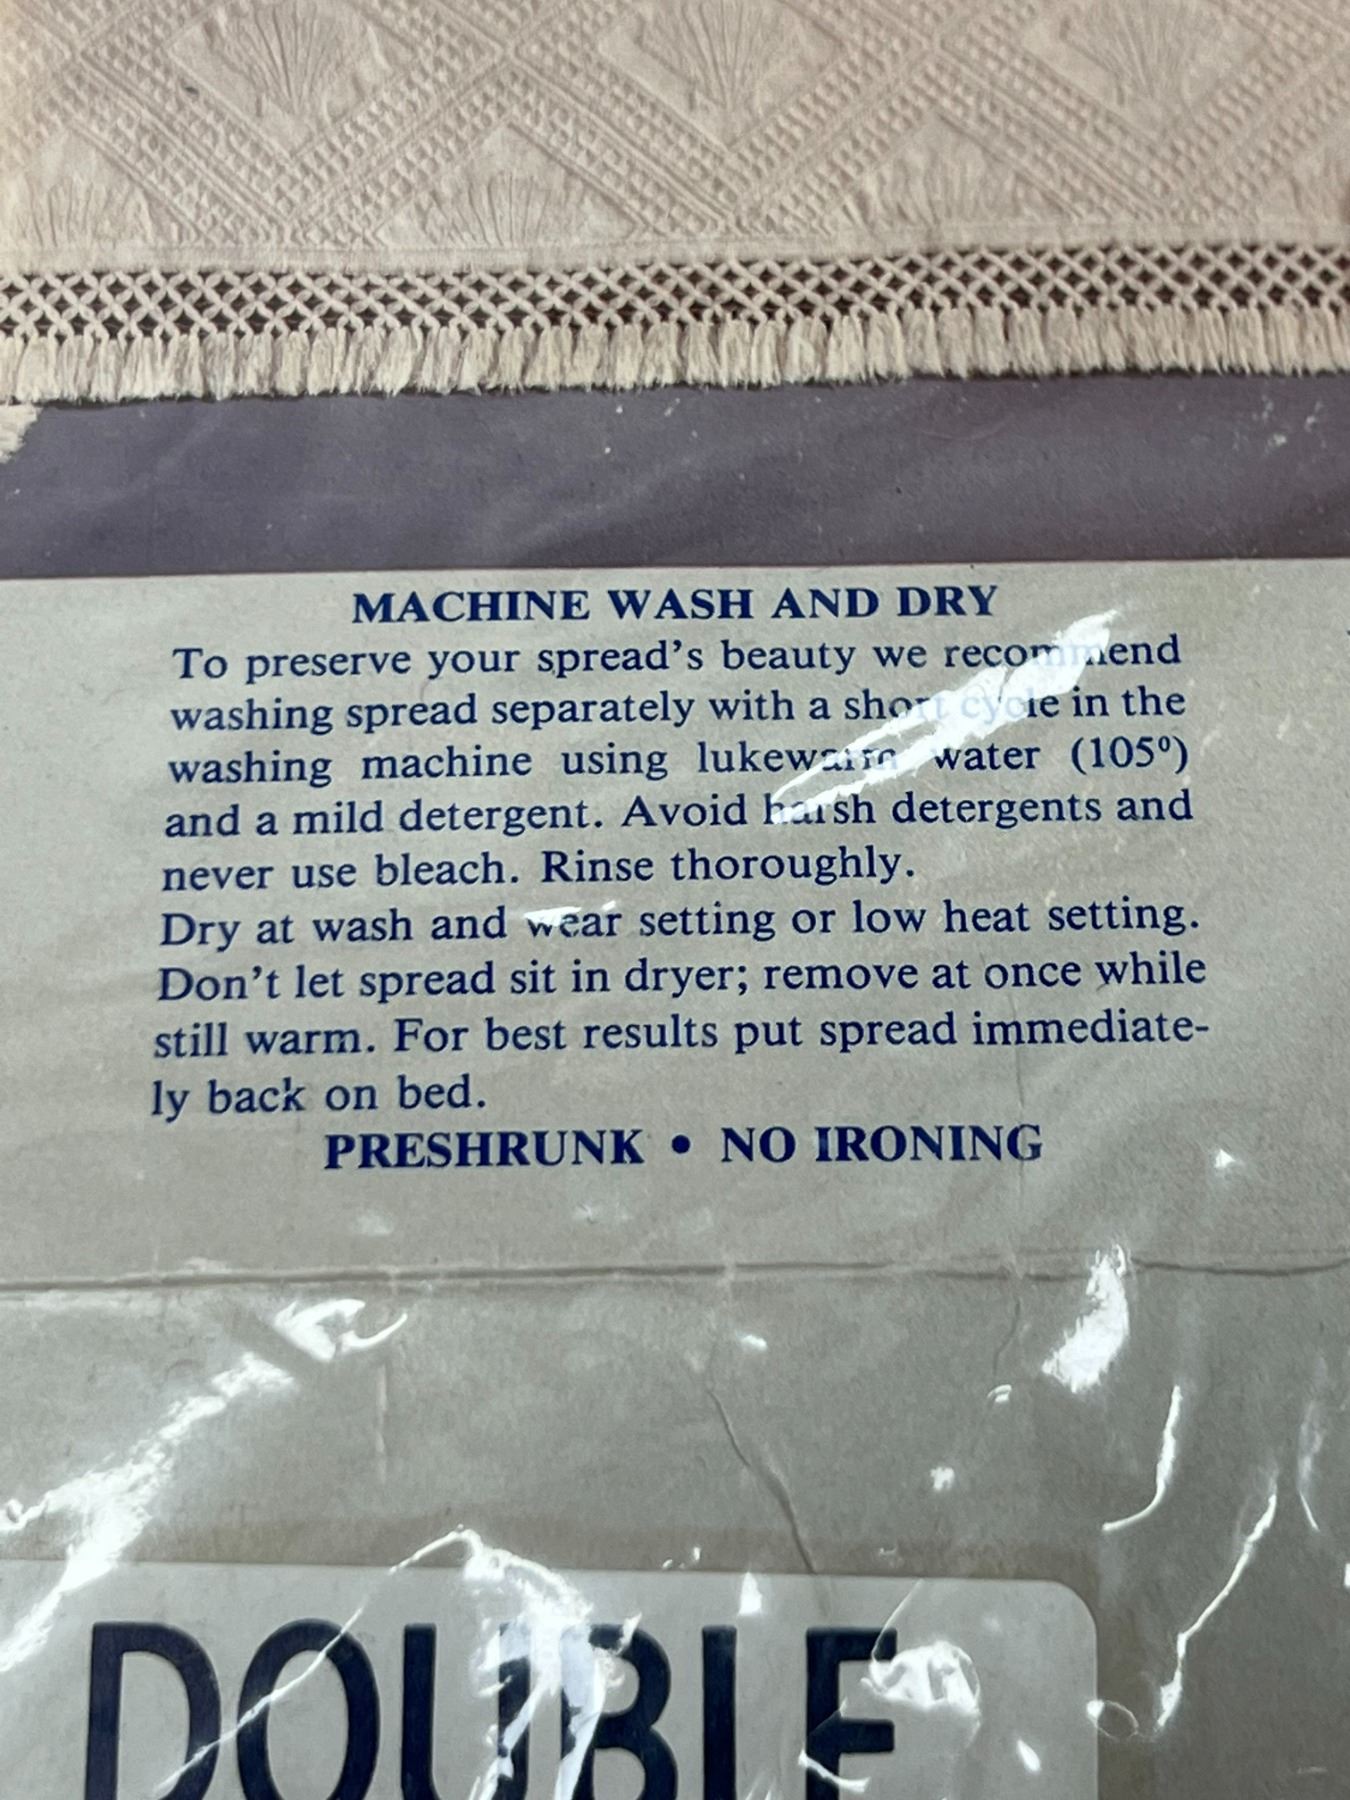 MACHINE WASH AND DRY
To preserve your spread's beauty we recommend
washing spread separately with a short cycle in the
washing machine using lukewarm water (105º)
and a mild detergent. Avoid harsh detergents and
never use bleach. Rinse thoroughly.
Dry at wash and wear setting or low heat setting.
Don't let spread sit in dryer; remove at once while
still warm. For best results put spread immediate-
ly back on bed.
PRESHRUNK • NO IRONING
DOUBLE